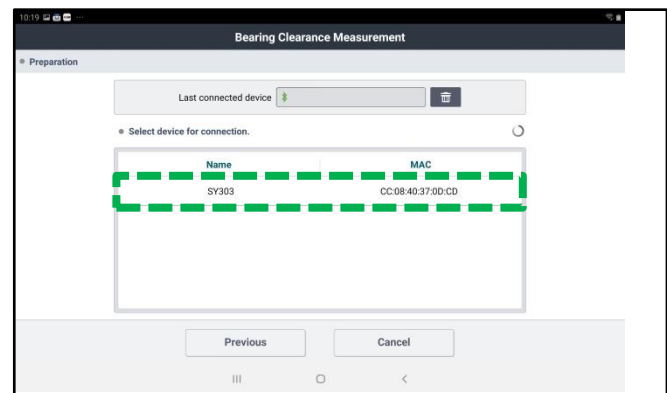 10:19
Bearing Clearance Measurement
Preparation
Last connected device
Select device for connection.
Name MAC
SY303 CC:08:40:37:0D:CD
Previous Cancel